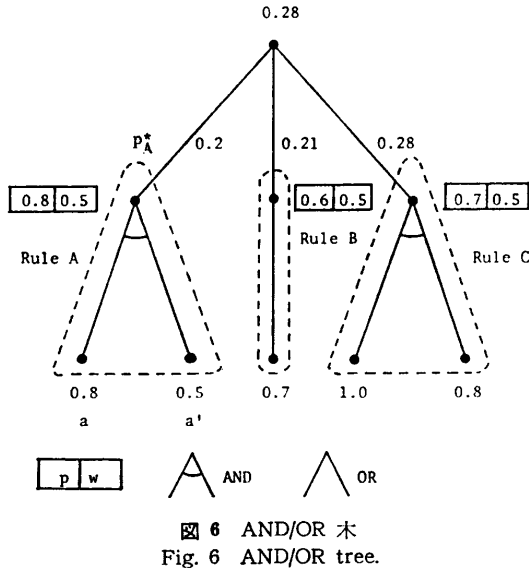 0.28
p*A
0.2
0.21
0.28
0.8 0.5
0.6 0.5
0.7 0.5
Rule A
Rule B
Rule C
0.8
0.5
0.7
1.0
0.8
a
a'
p w
AND
OR
図 6 AND/OR 木
Fig. 6 AND/OR tree.